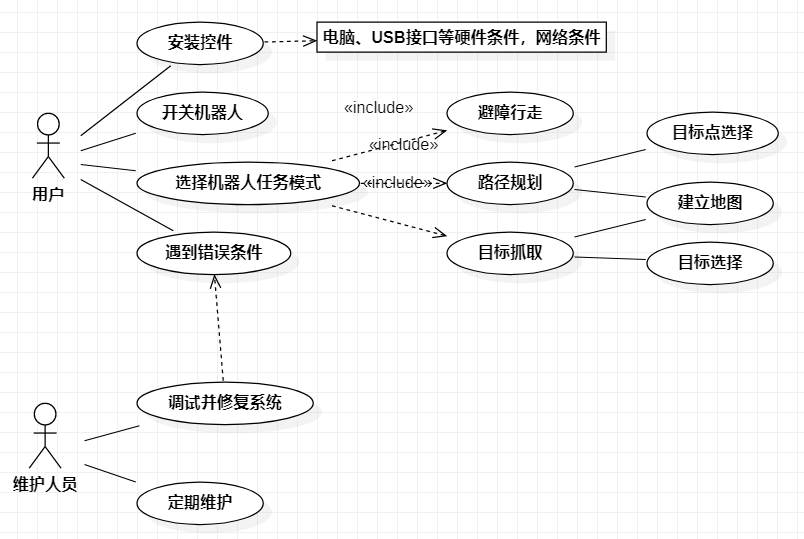 安装控件
电脑、USB接口等硬件条件，网络条件
开关机器人
«include»
避障行走
目标点选择
«include»
用户
选择机器人任务模式
«include»
路径规划
建立地图
遇到错误条件
目标抓取
目标选择
调试并修复系统
维护人员
定期维护